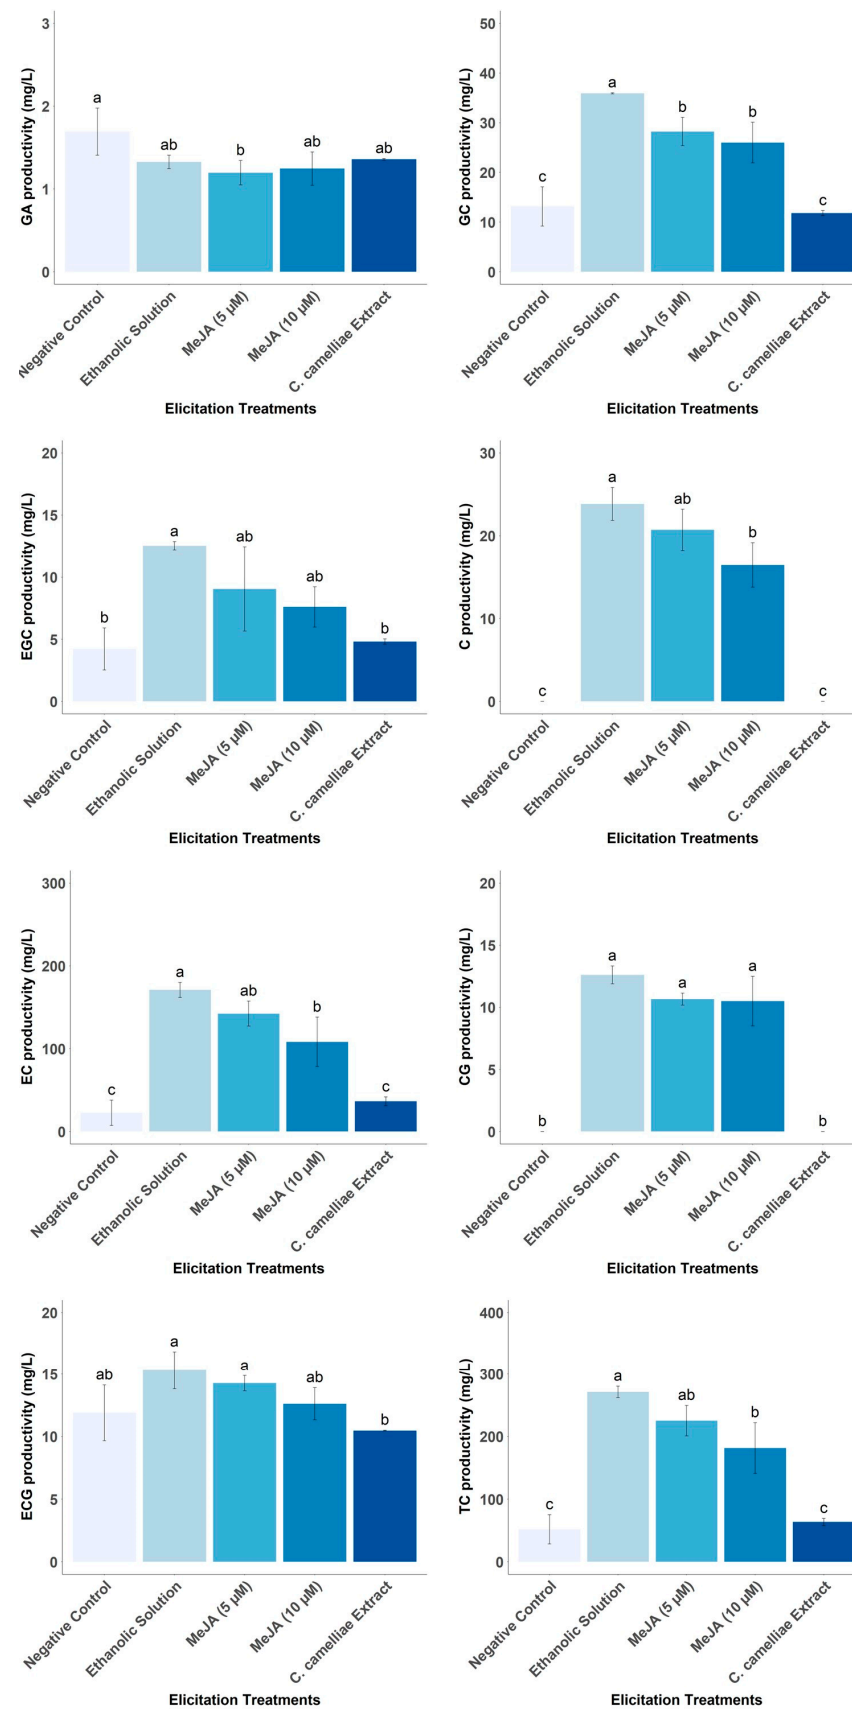 GA productivity (mg/L)
3
2
1
0
a
ab
b
ab
ab
Negative Control
Ethanolic Solution
MeJA (5 µM)
MeJA (10 µM)
C. camelliae Extract
Elicitation Treatments
GC productivity (mg/L)
50
40
30
20
10
0
c
a
b
b
c
Negative Control
Ethanolic Solution
MeJA (5 µM)
MeJA (10 µM)
C. camelliae Extract
Elicitation Treatments
EGC productivity (mg/L)
20
15
10
5
0
b
a
ab
ab
b
Negative Control
Ethanolic Solution
MeJA (5 µM)
MeJA (10 µM)
C. camelliae Extract
Elicitation Treatments
C productivity (mg/L)
30
20
10
0
c
a
ab
b
c
Negative Control
Ethanolic Solution
MeJA (5 µM)
MeJA (10 µM)
C. camelliae Extract
Elicitation Treatments
EC productivity (mg/L)
300
200
100
0
c
a
ab
b
c
Negative Control
Ethanolic Solution
MeJA (5 µM)
MeJA (10 µM)
C. camelliae Extract
Elicitation Treatments
CG productivity (mg/L)
20
15
10
5
0
b
a
a
a
b
Negative Control
Ethanolic Solution
MeJA (5 µM)
MeJA (10 µM)
C. camelliae Extract
Elicitation Treatments
ECG productivity (mg/L)
20
15
10
5
0
ab
a
a
ab
b
Negative Control
Ethanolic Solution
MeJA (5 µM)
MeJA (10 µM)
C. camelliae Extract
Elicitation Treatments
TC productivity (mg/L)
400
300
200
100
0
c
a
ab
b
c
Negative Control
Ethanolic Solution
MeJA (5 µM)
MeJA (10 µM)
C. camelliae Extract
Elicitation Treatments